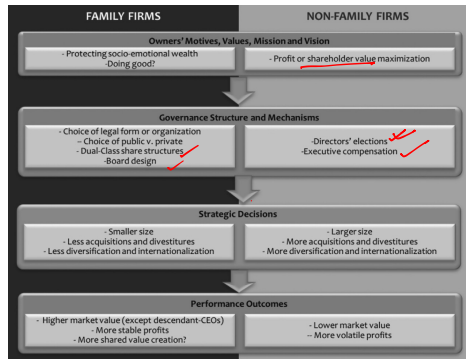 FAMILY FIRMS
NON-FAMILY FIRMS
Owners' Motives, Values, Mission and Vision
- Protecting socio-emotional wealth
-Doing good?
- Profit or shareholder value maximization
Governance Structure and Mechanisms
- Choice of legal form or organization
– Choice of public v. private
- Dual-Class share structures
-Board design
-Directors' elections
-Executive compensation
Strategic Decisions
- Smaller size
- Less acquisitions and divestitures
- Less diversification and internationalization
- Larger size
- More acquisitions and divestitures
- More diversification and internationalization
Performance Outcomes
- Higher market value (except descendant-CEOs)
- More stable profits
- More shared value creation?
- Lower market value
– More volatile profits